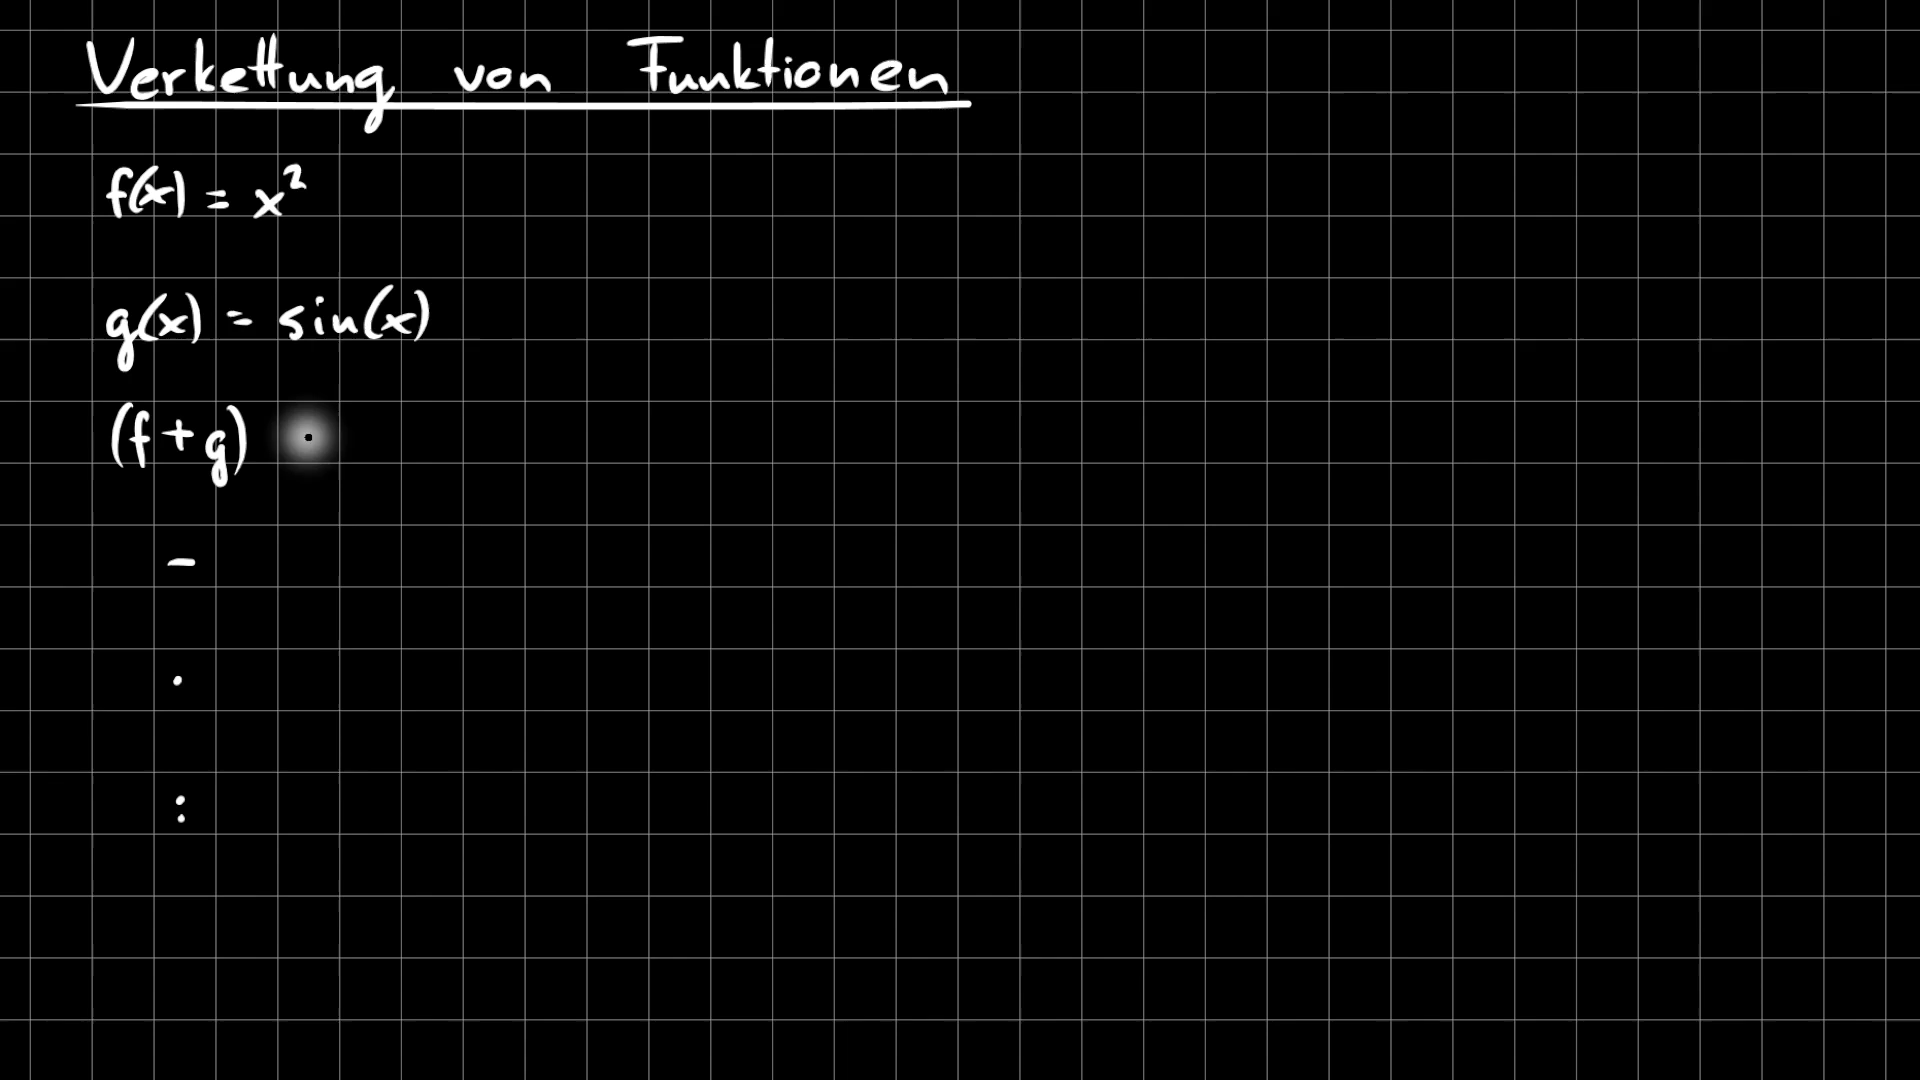 Verkettung von Funktionen
f(x) = x²
g(x) = sin(x)
(f + g)
-
·
: